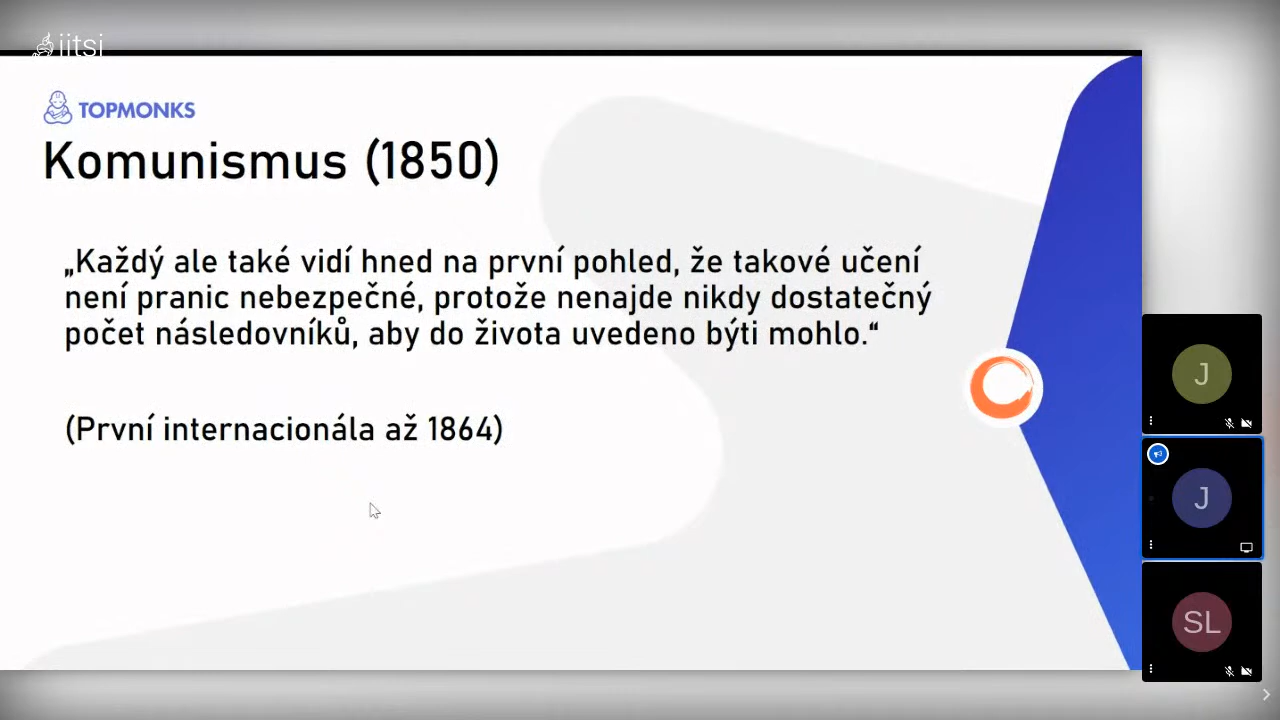 jitsi
TOPMONKS
Komunismus (1850)
„Každý ale také vidí hned na první pohled, že takové učení
není pranic nebezpečné, protože nenajde nikdy dostatečný
počet následovníků, aby do života uvedeno býti mohlo.“
(První internacionála až 1864)
J
J
SL